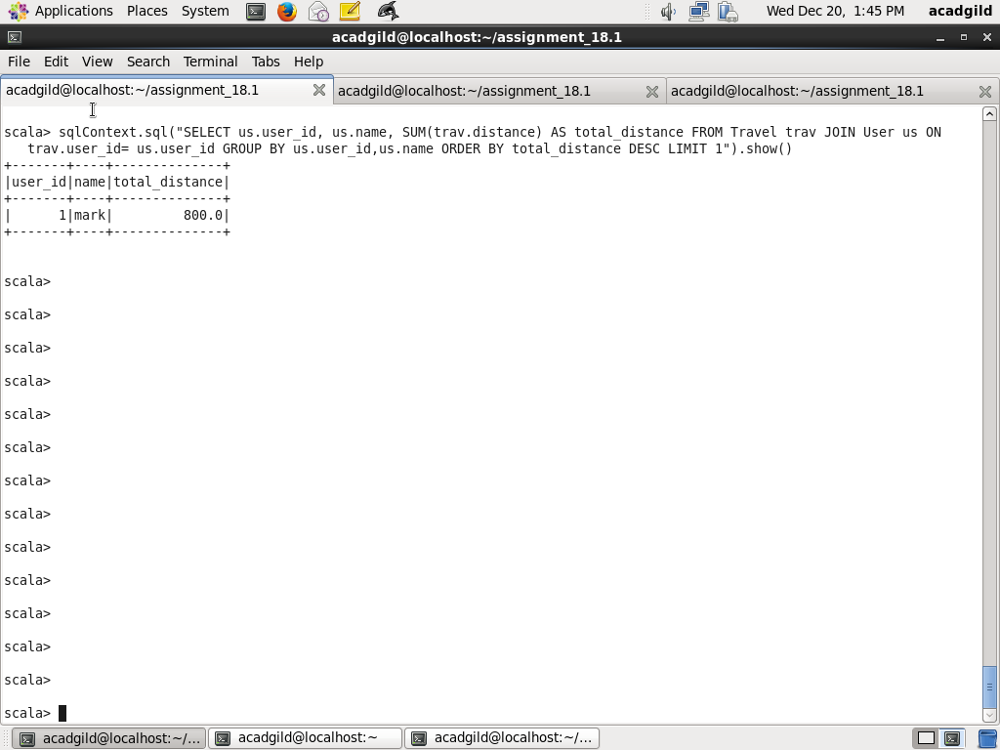 Applications Places System Wed Dec 20, 1:45 PM acadgild
acadgild@localhost:~/assignment_18.1
File Edit View Search Terminal Tabs Help
acadgild@localhost:~/assignment_18.1 acadgild@localhost:~/assignment_18.1 acadgild@localhost:~/assignment_18.1
scala> sqlContext.sql("SELECT us.user_id, us.name, SUM(trav.distance) AS total_distance FROM Travel trav JOIN User us ON
trav.user_id= us.user_id GROUP BY us.user_id,us.name ORDER BY total_distance DESC LIMIT 1").show()
+-------+----+--------------+
|user_id|name|total_distance|
+-------+----+--------------+
|      1|mark|         800.0|
+-------+----+--------------+
scala>
scala>
scala>
scala>
scala>
scala>
scala>
scala>
scala>
scala>
scala>
scala>
scala>
scala>
acadgild@localhost:~/... acadgild@localhost:~ acadgild@localhost:~/...